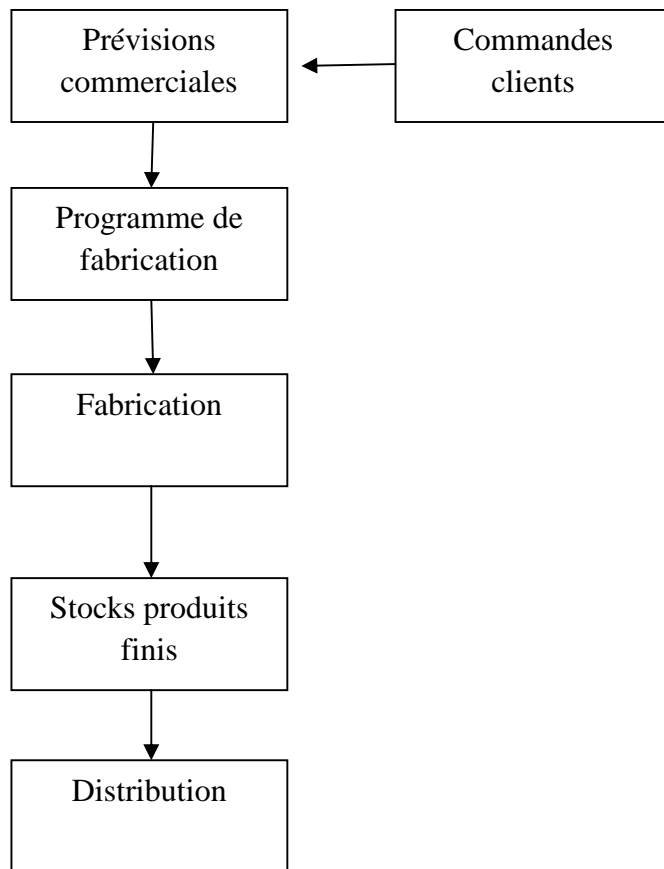 Prévisions
commerciales
Commandes
clients
Programme de
fabrication
Fabrication
Stocks produits
finis
Distribution